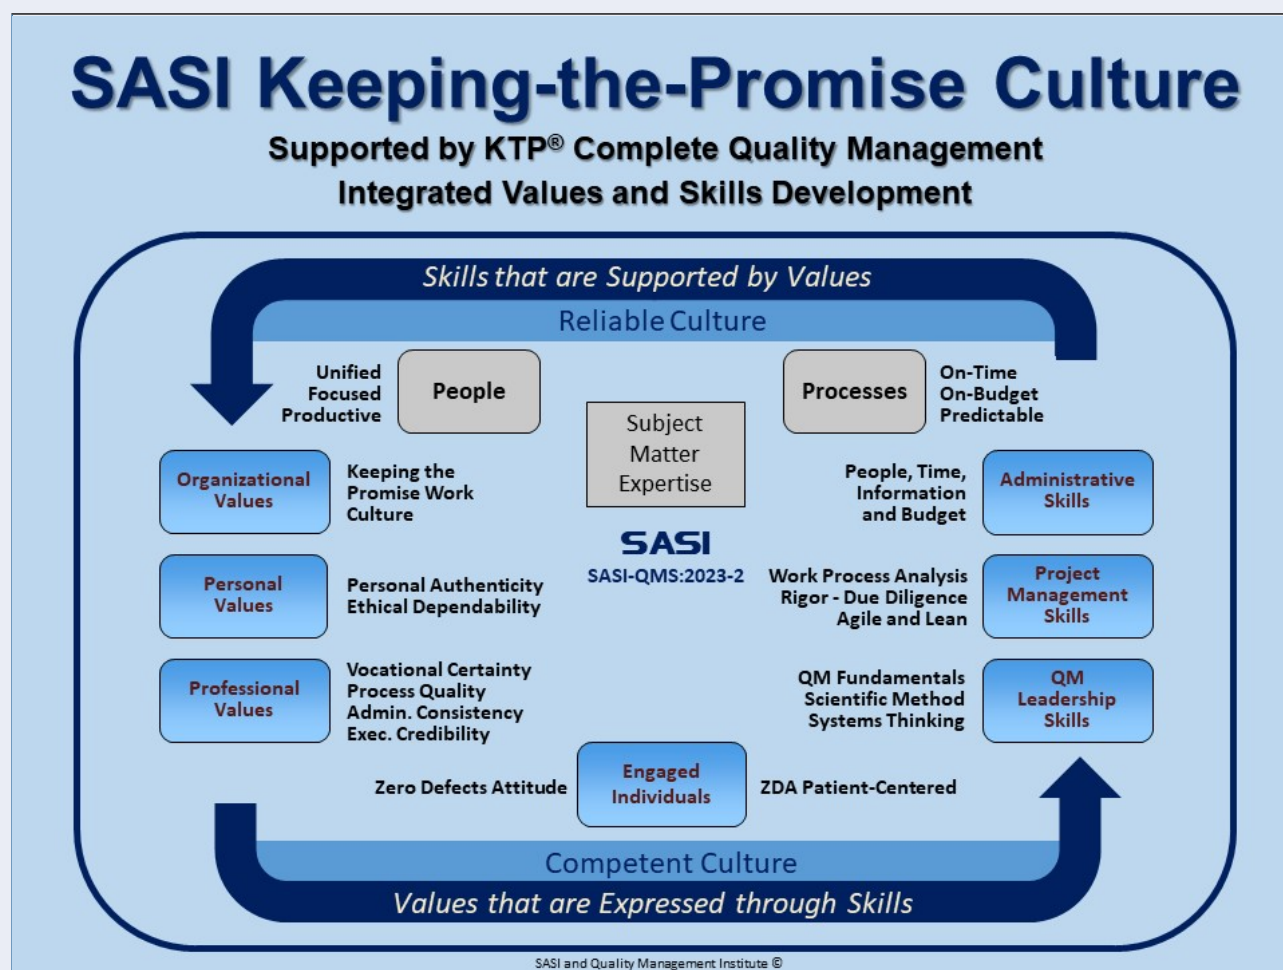 SASI Keeping-the-Promise Culture
Supported by KTP® Complete Quality Management
Integrated Values and Skills Development
Skills that are Supported by Values
Reliable Culture
Unified
Focused
Productive
People
Processes
On-Time
On-Budget
Predictable
Subject
Matter
Expertise
SASI
SASI-QMS:2023-2
Organizational
Values
Keeping the
Promise Work
Culture
People, Time,
Information
and Budget
Administrative
Skills
Personal
Values
Personal Authenticity
Ethical Dependability
Work Process Analysis
Rigor - Due Diligence
Agile and Lean
Project
Management
Skills
Professional
Values
Vocational Certainty
Process Quality
Admin. Consistency
Exec. Credibility
QM Fundamentals
Scientific Method
Systems Thinking
QM
Leadership
Skills
Zero Defects Attitude
Engaged
Individuals
ZDA Patient-Centered
Competent Culture
Values that are Expressed through Skills
SASI and Quality Management Institute ©